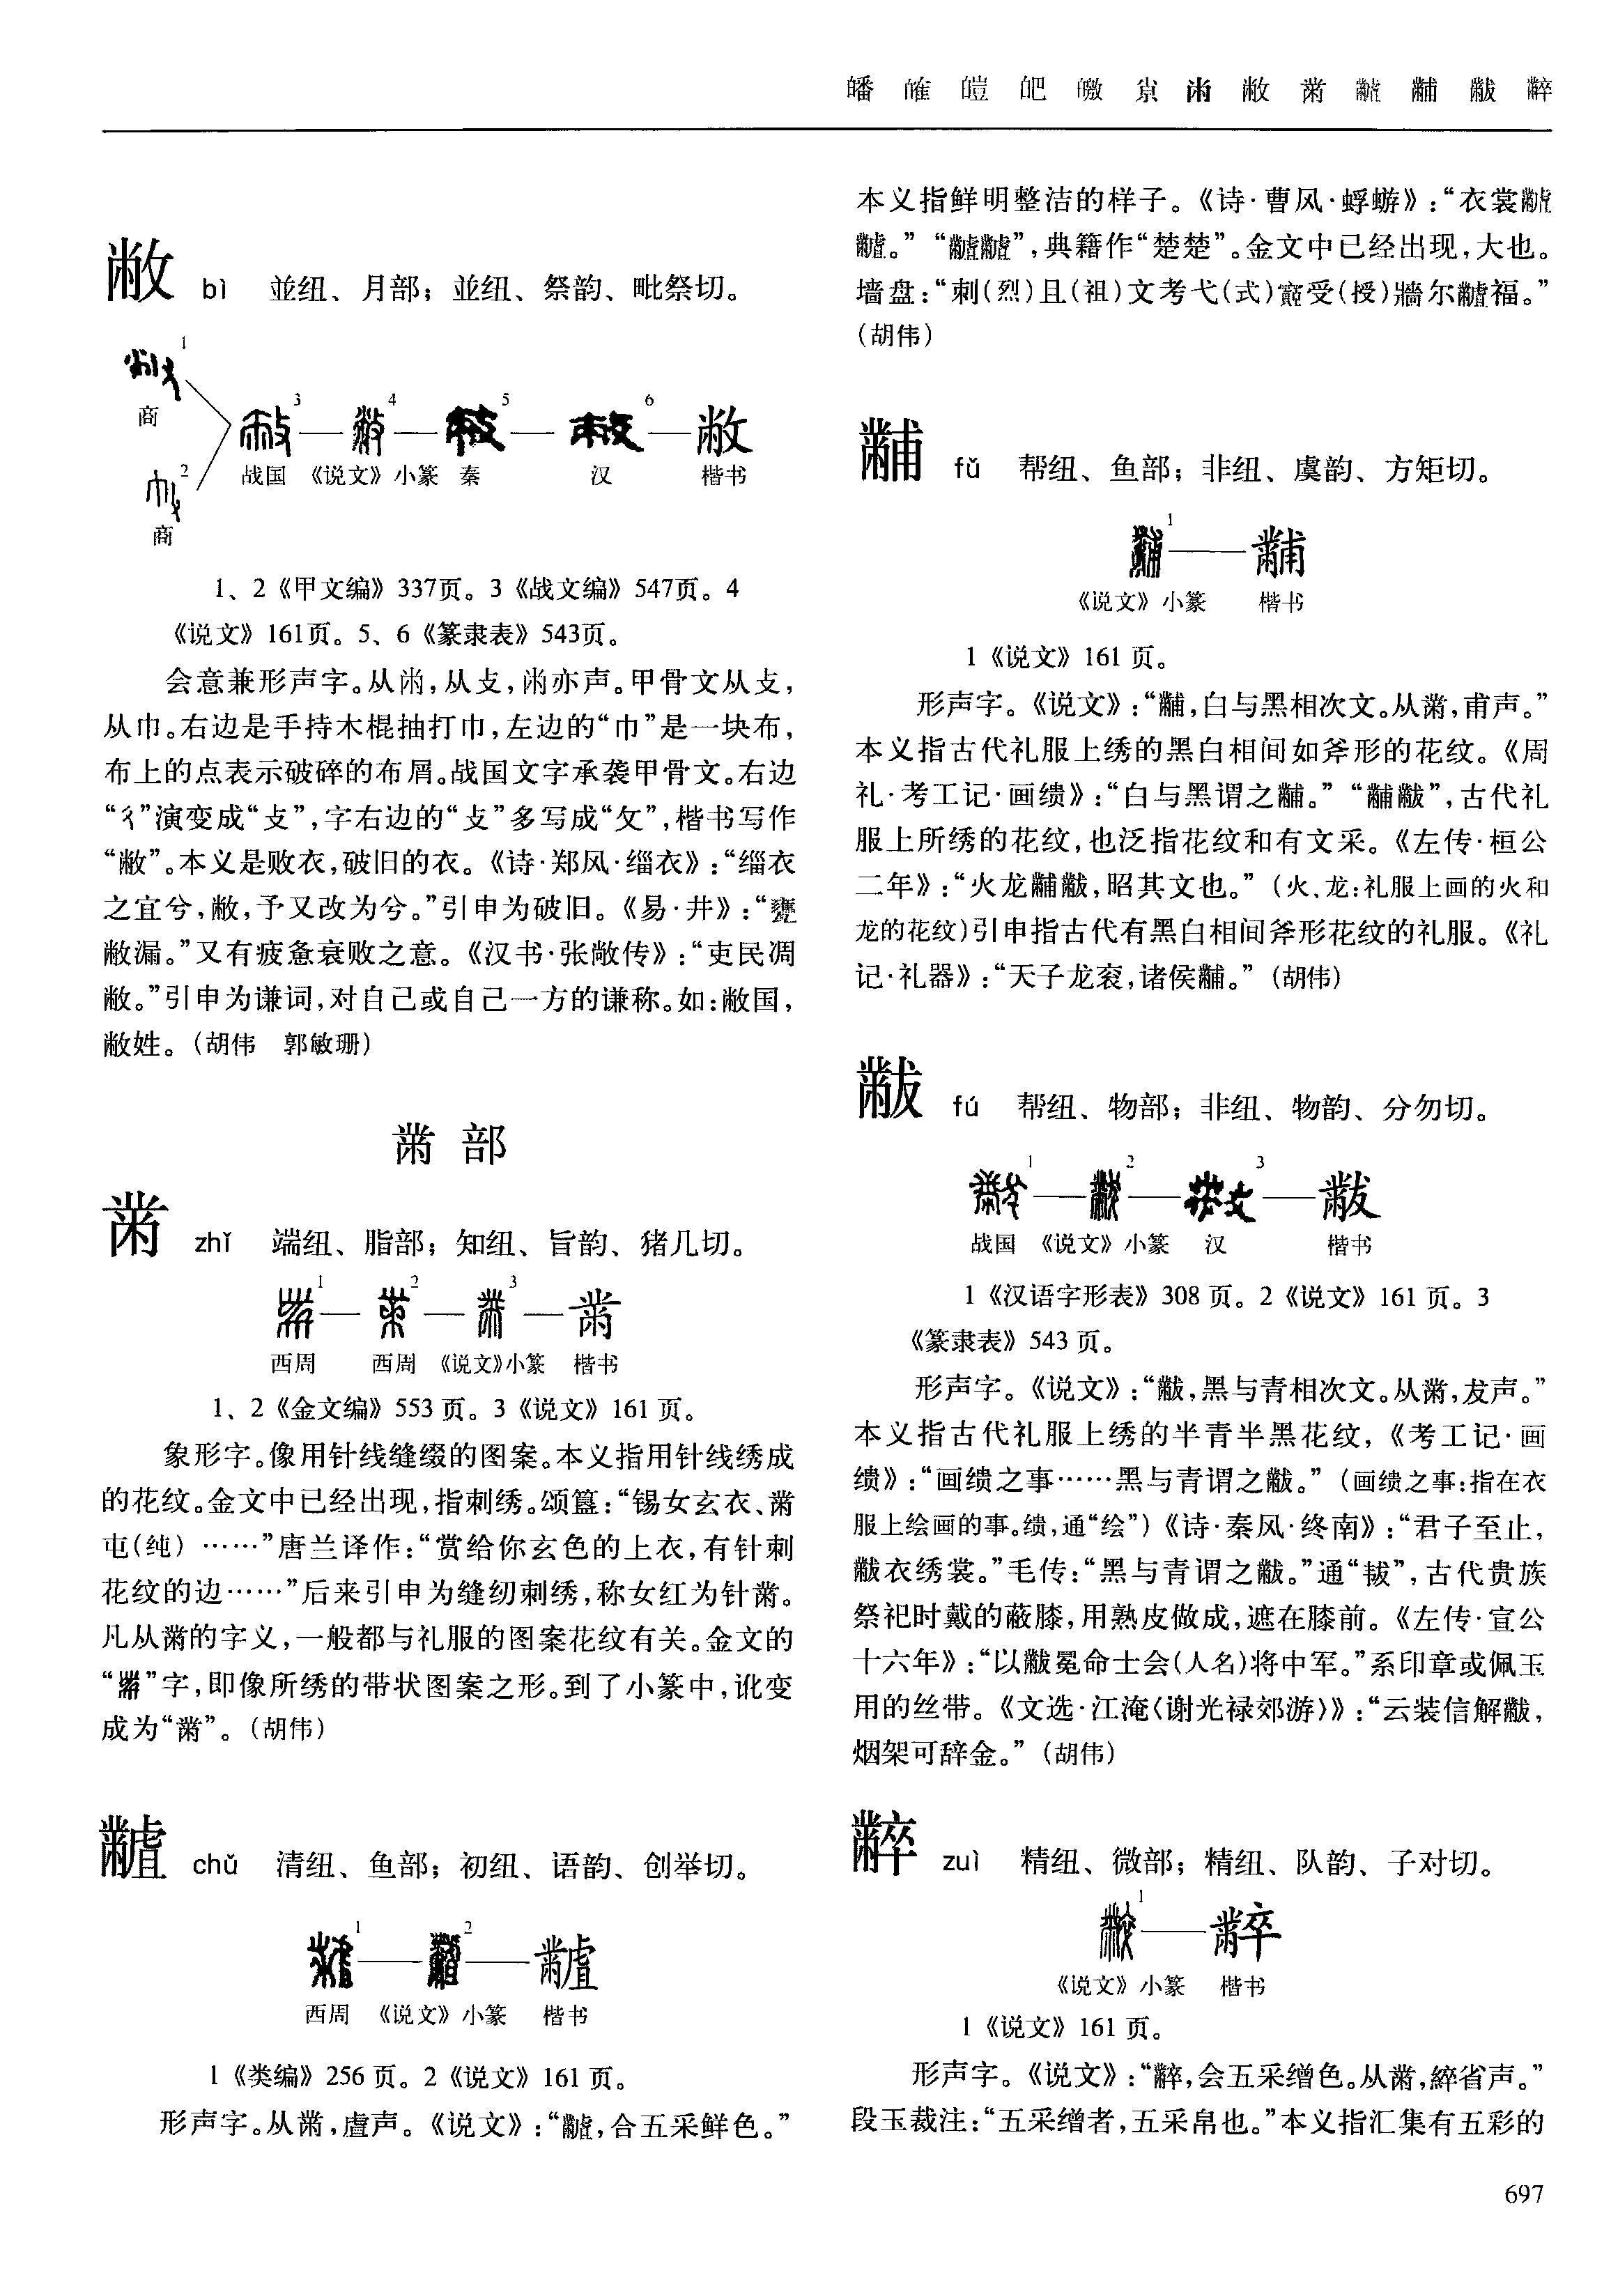 皤 皠 皚 皅 皦 㡀 㡀 敝 黹 黼 黻 粹
敝 bì 並纽、月部；並纽、祭韵、毗祭切。
1
商
2
商
3 4 5 6 敝
战国 《说文》小篆 秦 汉 楷书
1、2《甲文编》337页。3《战文编》547页。4
《说文》161页。5、6《篆隶表》543页。
会意兼形声字。从㡀，从攴，㡀亦声。甲骨文从攴，
从巾。右边是手持木棍抽打巾，左边的“巾”是一块布，
布上的点表示破碎的布屑。战国文字承袭甲骨文。右边
“”演变成“攴”，字右边的“攴”多写成“攵”，楷书写作
“敝”。本义是败衣，破旧的衣。《诗·郑风·缁衣》：“缁衣
之宜兮，敝，予又改为兮。”引申为破旧。《易·井》：“甕
敝漏。”又有疲惫衰败之意。《汉书·张敞传》：“吏民凋
敝。”引申为谦词，对自己或自己一方的谦称。如：敝国，
敝姓。（胡伟　郭敏珊）
黹部
黹 zhǐ 端纽、脂部；知纽、旨韵、猪几切。
1 2 3 黹
西周 西周 《说文》小篆 楷书
1、2《金文编》553页。3《说文》161页。
象形字。像用针线缝缀的图案。本义指用针线绣成
的花纹。金文中已经出现，指刺绣。颂簋：“锡女玄衣、黹
屯(纯) ……”唐兰译作：“赏给你玄色的上衣，有针刺
花纹的边……”后来引申为缝纫刺绣，称女红为针黹。
凡从黹的字义，一般都与礼服的图案花纹有关。金文的
“”字，即像所绣的带状图案之形。到了小篆中，讹变
成为“黹”。（胡伟）
𪓐 chǔ 清纽、鱼部；初纽、语韵、创举切。
1 2 𪓐
西周 《说文》小篆 楷书
1《类编》256页。2《说文》161页。
形声字。从黹，虘声。《说文》：“𪓐，合五采鲜色。”
本义指鲜明整洁的样子。《诗·曹风·蜉蝣》：“衣裳𪓐
𪓐。”“𪓐𪓐”，典籍作“楚楚”。金文中已经出现，大也。
墙盘：“刺(烈)且(祖)文考弋(式)受(授)牆尔𪓐福。”
（胡伟）
黼 fǔ 帮纽、鱼部；非纽、虞韵、方矩切。
1 黼
《说文》小篆 楷书
1《说文》161页。
形声字。《说文》：“黼，白与黑相次文。从黹，甫声。”
本义指古代礼服上绣的黑白相间如斧形的花纹。《周
礼·考工记·画缋》：“白与黑谓之黼。”“黼黻”，古代礼
服上所绣的花纹，也泛指花纹和有文采。《左传·桓公
二年》：“火龙黼黻，昭其文也。”（火、龙：礼服上画的火和
龙的花纹）引申指古代有黑白相间斧形花纹的礼服。《礼
记·礼器》：“天子龙衮，诸侯黼。”（胡伟）
黻 fú 帮纽、物部；非纽、物韵、分勿切。
1 2 3 黻
战国 《说文》小篆 汉 楷书
1《汉语字形表》308页。2《说文》161页。3
《篆隶表》543页。
形声字。《说文》：“黻，黑与青相次文。从黹，犮声。”
本义指古代礼服上绣的半青半黑花纹，《考工记·画
缋》：“画缋之事……黑与青谓之黻。”（画缋之事：指在衣
服上绘画的事。缋，通“绘”）《诗·秦风·终南》：“君子至止，
黻衣绣裳。”毛传：“黑与青谓之黻。”通“韨”，古代贵族
祭祀时戴的蔽膝，用熟皮做成，遮在膝前。《左传·宣公
十六年》：“以黻冕命士会(人名)将中军。”系印章或佩玉
用的丝带。《文选·江淹〈谢光禄郊游〉》：“云装信解黻，
烟架可辞金。”（胡伟）
zuì 精纽、微部；精纽、队韵、子对切。
1
《说文》小篆 楷书
1《说文》161页。
形声字。《说文》：“，会五采缯色。从黹，綷省声。”
段玉裁注：“五采缯者，五采帛也。”本义指汇集有五彩的
697